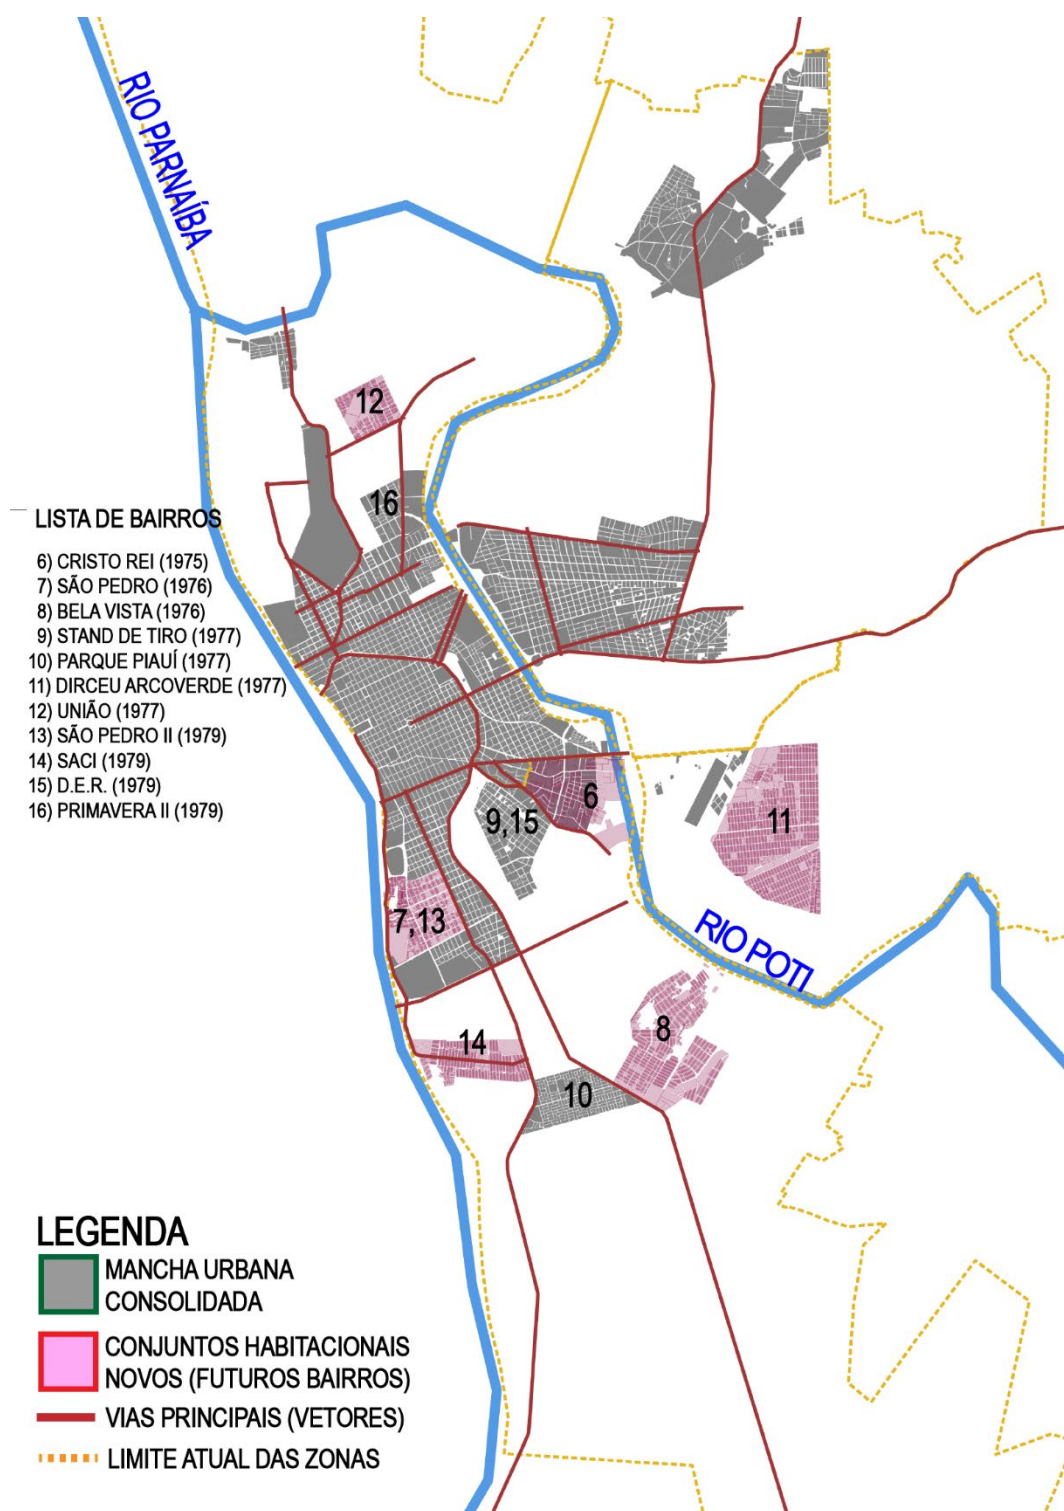 RIO PARNAÍBA
12
16
LISTA DE BAIRROS
6) CRISTO REI (1975)
7) SÃO PEDRO (1976)
8) BELA VISTA (1976)
9) STAND DE TIRO (1977)
10) PARQUE PIAUÍ (1977)
11) DIRCEU ARCOVERDE (1977)
12) UNIÃO (1977)
13) SÃO PEDRO II (1979)
14) SACI (1979)
15) D.E.R. (1979)
16) PRIMAVERA II (1979)
6
9,15
11
7,13
RIO POTI
8
14
10
LEGENDA
MANCHA URBANA
CONSOLIDADA
CONJUNTOS HABITACIONAIS
NOVOS (FUTUROS BAIRROS)
VIAS PRINCIPAIS (VETORES)
LIMITE ATUAL DAS ZONAS